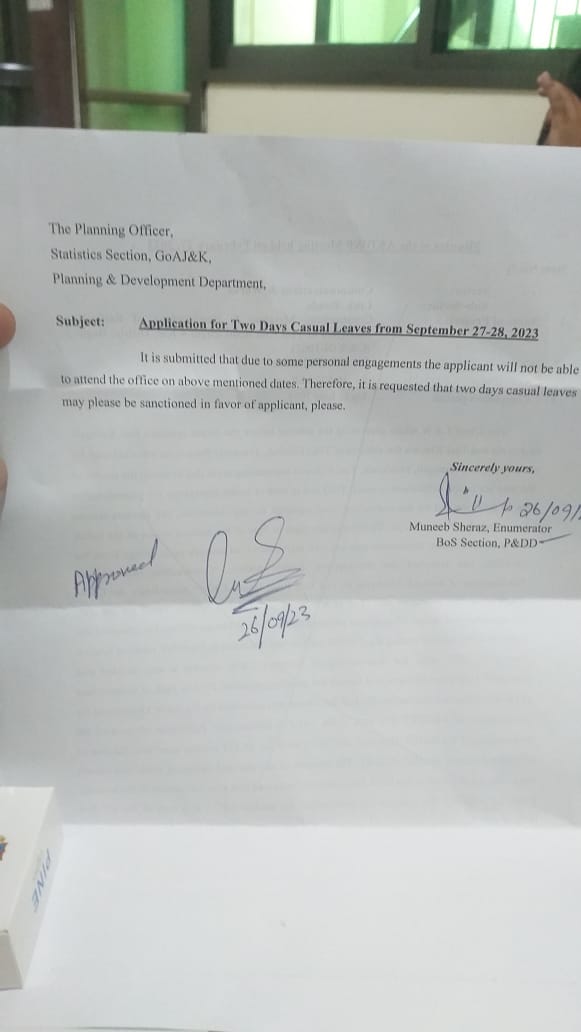 The Planning Officer,
Statistics Section, GoAJ&K,
Planning & Development Department,
Subject: Application for Two Days Casual Leaves from September 27-28, 2023
It is submitted that due to some personal engagements the applicant will not be able
to attend the office on above mentioned dates. Therefore, it is requested that two days casual leaves
may please be sanctioned in favor of applicant, please.
Sincerely yours,
26/09/
Muneeb Sheraz, Enumerator
BoS Section, P&DD
Approved
26/09/23
PINE